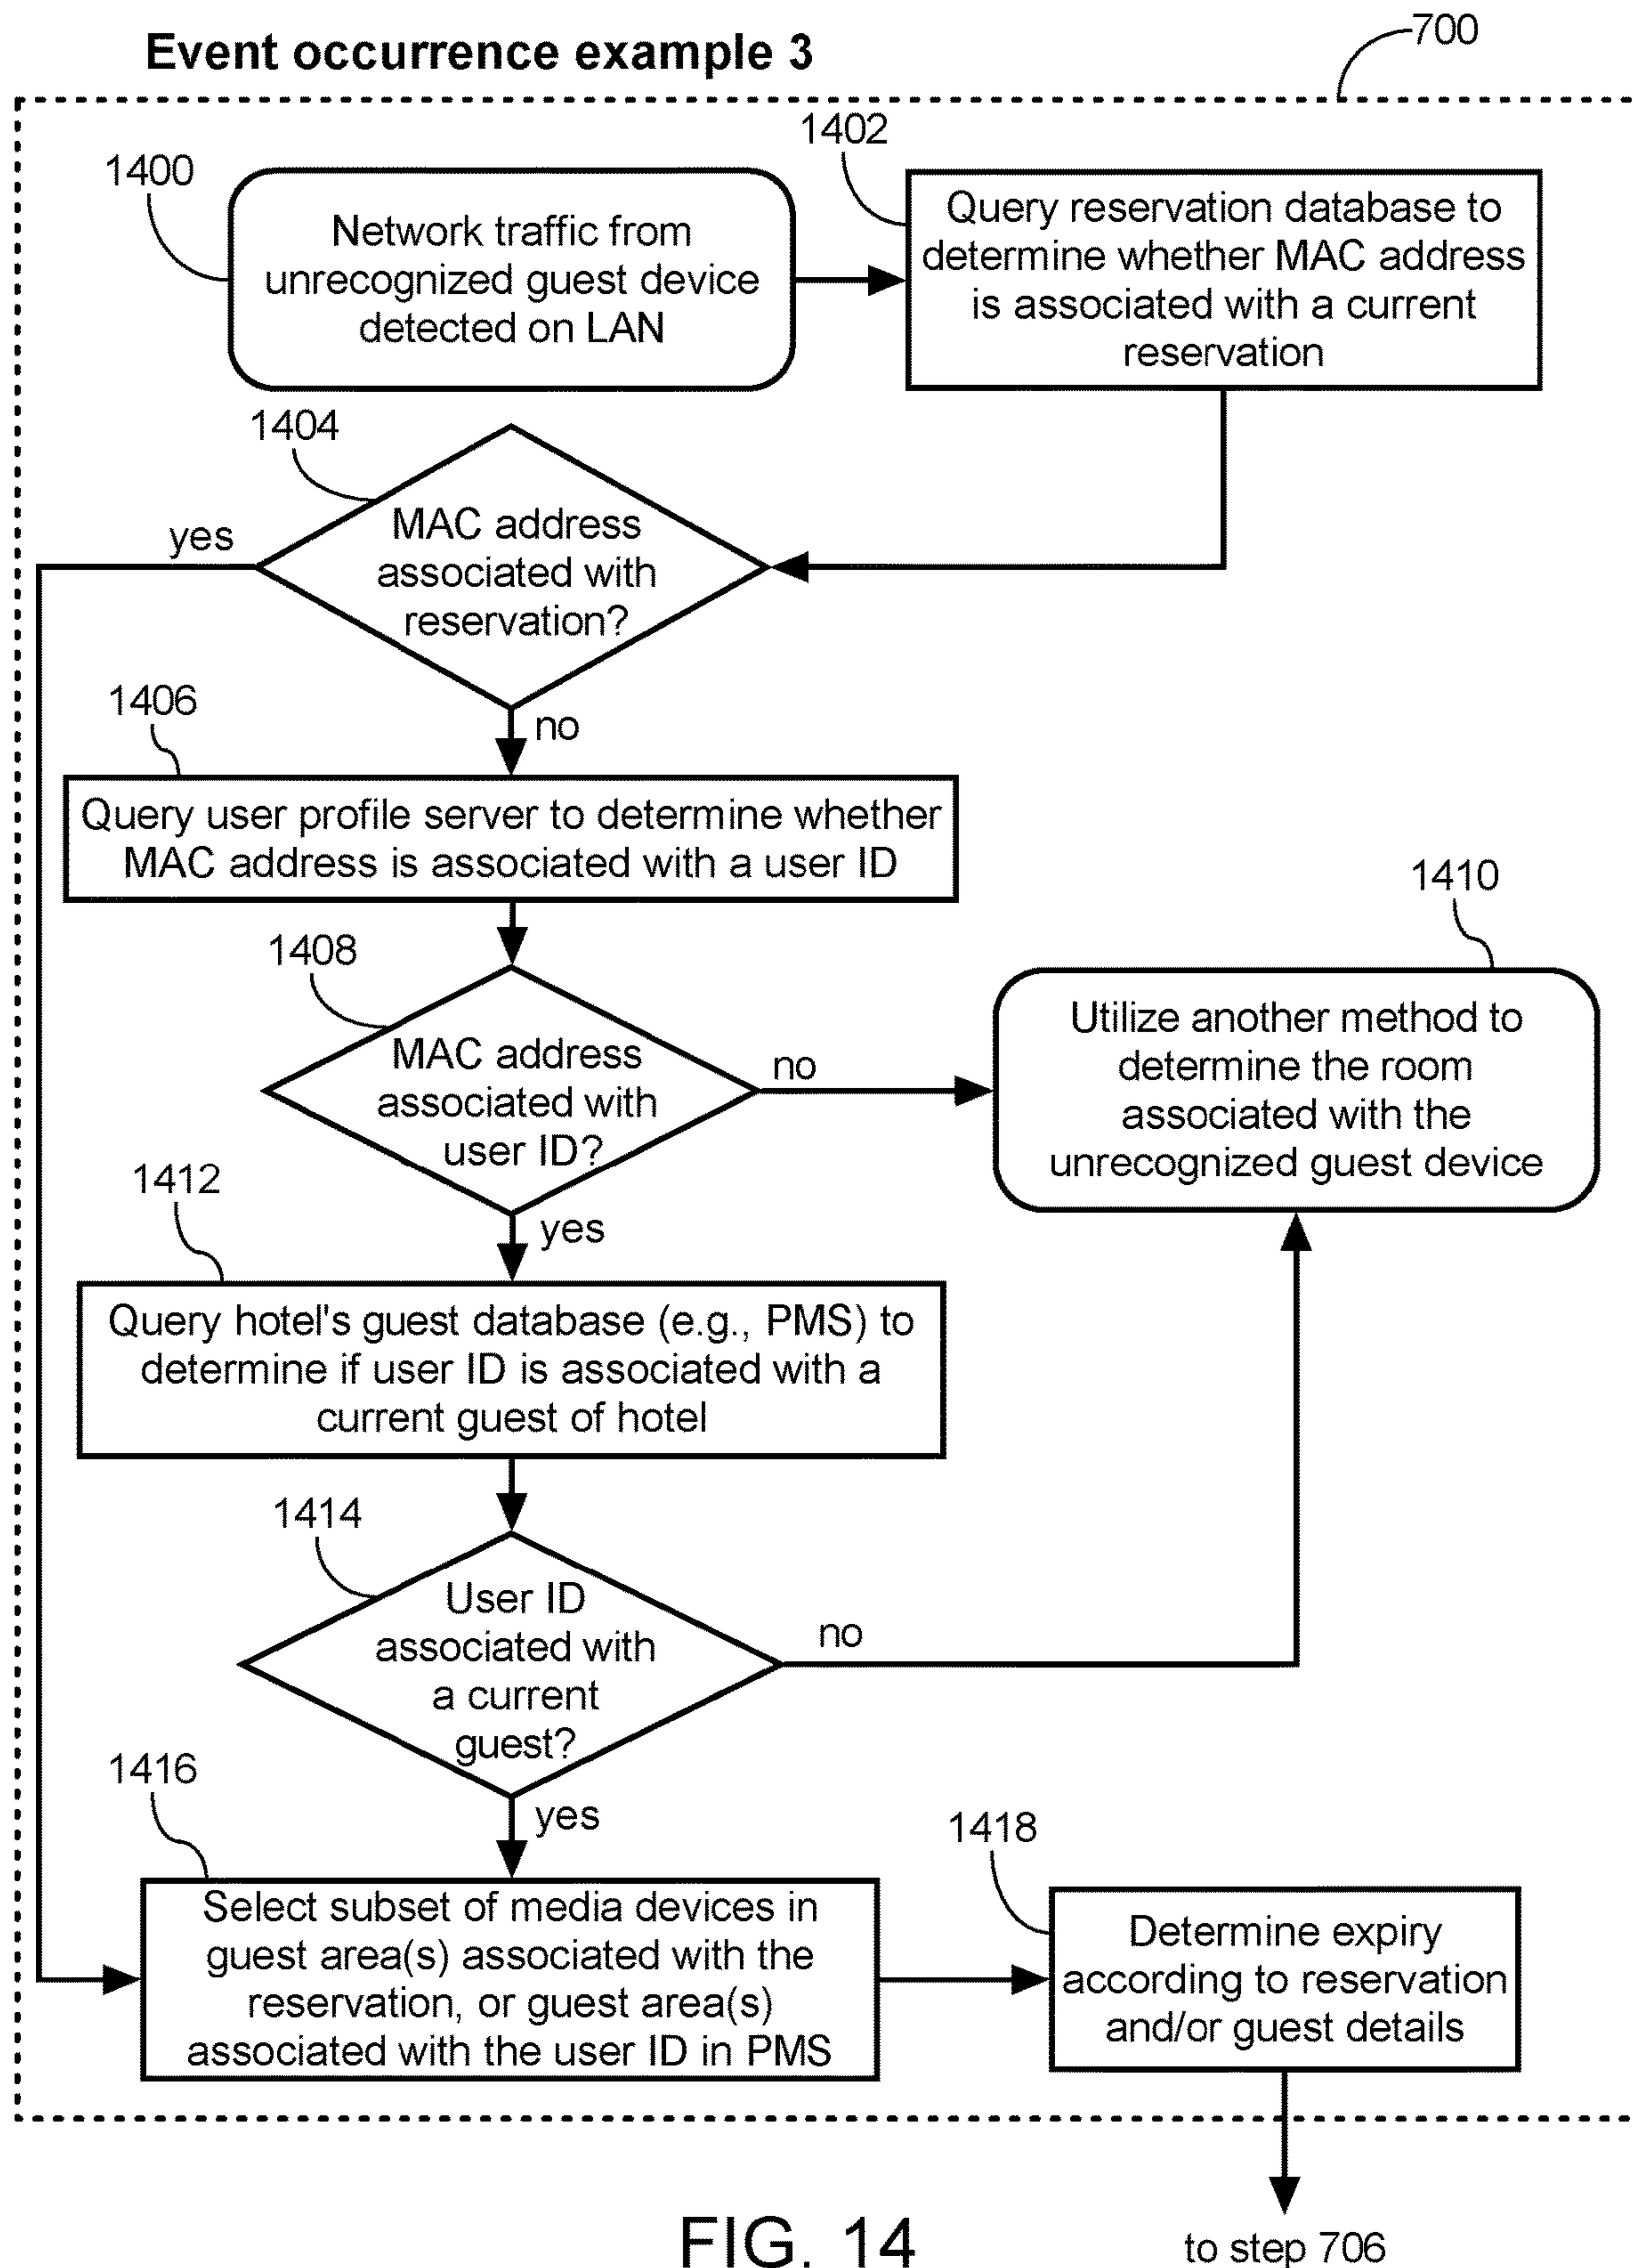 Event occurrence example 3
700
1400
Network traffic from
unrecognized guest device
detected on LAN
1402
Query reservation database to
determine whether MAC address
is associated with a current
reservation
1404
MAC address
associated with
reservation?
yes
no
1406
Query user profile server to determine whether
MAC address is associated with a user ID
1408
MAC address
associated with
user ID?
no
yes
1410
Utilize another method to
determine the room
associated with the
unrecognized guest device
1412
Query hotel's guest database (e.g., PMS) to
determine if user ID is associated with a
current guest of hotel
1414
User ID
associated with
a current
guest?
no
yes
1416
Select subset of media devices in
guest area(s) associated with the
reservation, or guest area(s)
associated with the user ID in PMS
1418
Determine expiry
according to reservation
and/or guest details
to step 706
FIG. 14